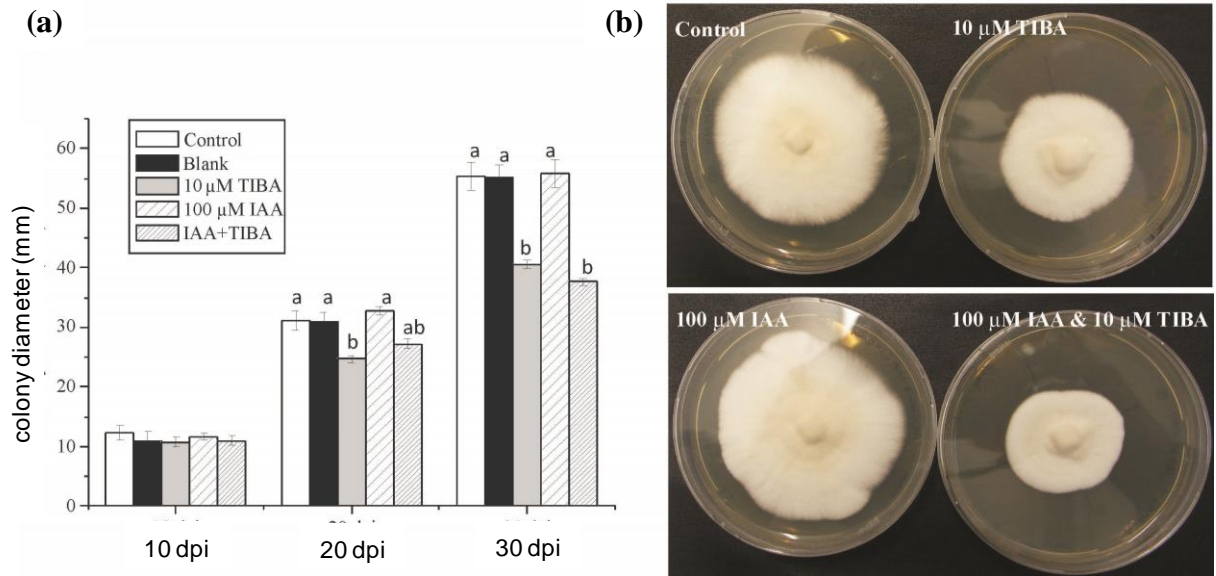 (a)
(b)
Control
10 μM TIBA
60
50
40
30
20
10
0
colony diameter (mm)
Control
Blank
10 μM TIBA
100 μM IAA
IAA+TIBA
a a b a ab
a a b a b
10 dpi 20 dpi 30 dpi
100 μM IAA
100 μM IAA & 10 μM TIBA